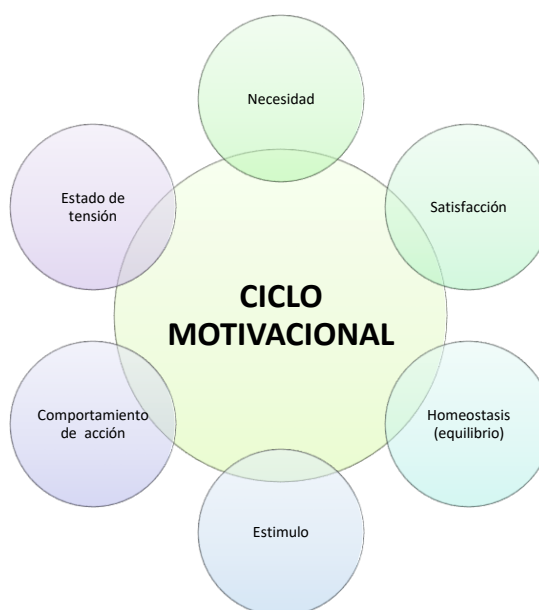 Necesidad
Estado de
tensión
Satisfacción
CICLO
MOTIVACIONAL
Comportamiento
de acción
Homeostasis
(equilibrio)
Estimulo